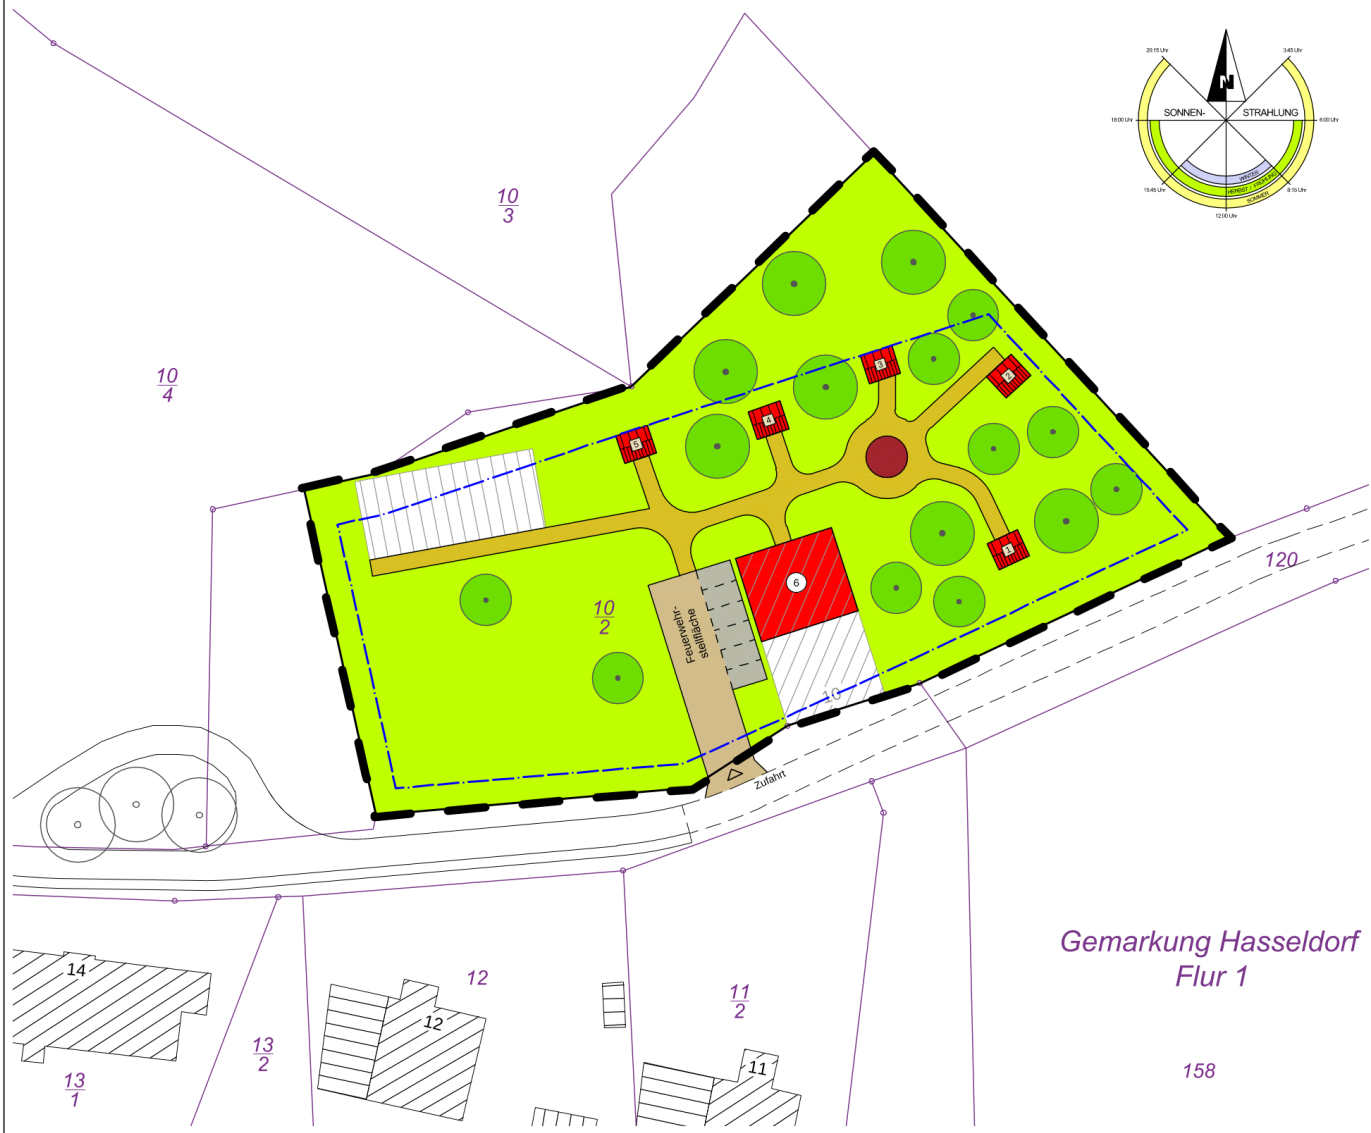 20:15 Uhr
3:45 Uhr
N
SONNEN-
STRAHLUNG
18:00 Uhr
6:00 Uhr
WINTER
HERBST / FRÜHLING
SOMMER
15:45 Uhr
8:15 Uhr
12:00 Uhr
10
3
10
4
3
2
4
5
1
120
6
10
2
Feuerwehr-
stellfläche
10
Zufahrt
Gemarkung Hasseldorf
Flur 1
14
12
12
11
2
13
2
11
158
13
1